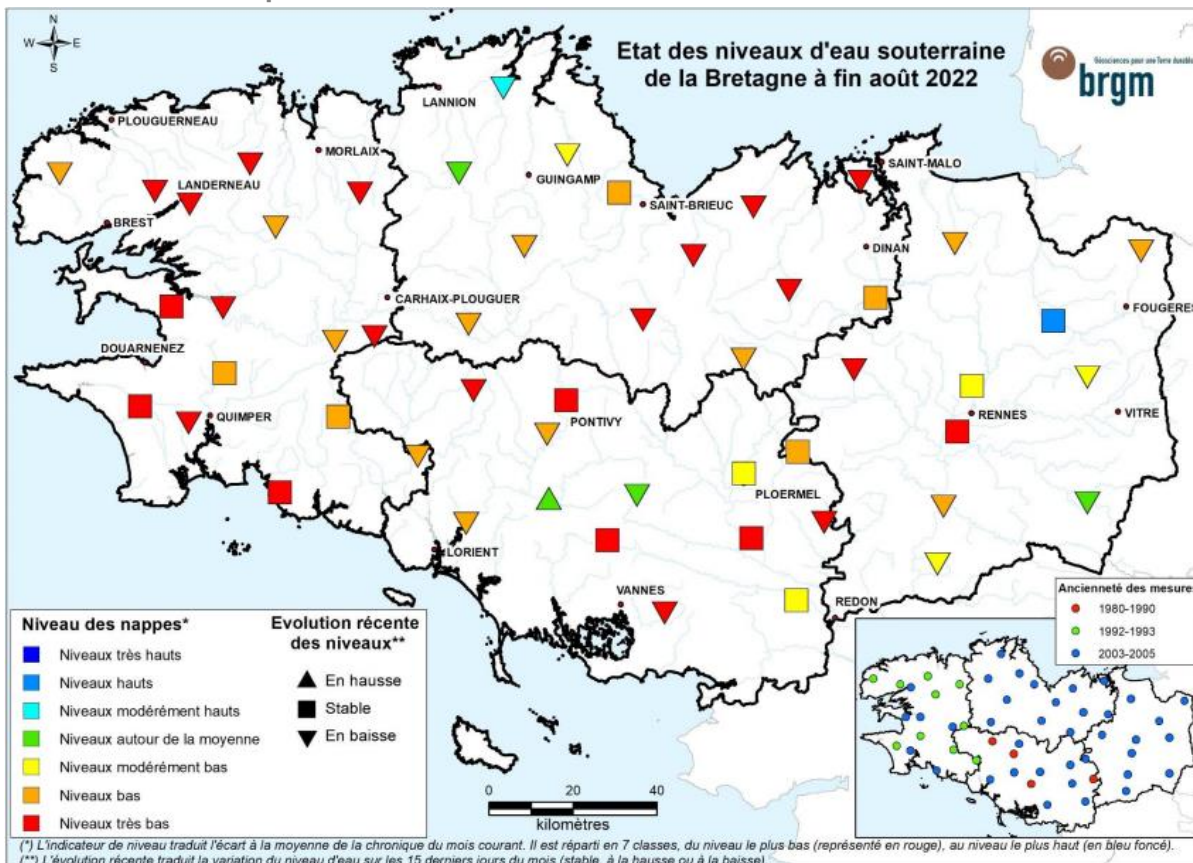 Etat des niveaux d'eau souterraine
de la Bretagne à fin août 2022
Géosciences pour une Terre durable
brgm
N
W E
S
LANNION
PLOUGUERNEAU
MORLAIX
SAINT-MALO
GUINGAMP
LANDERNEAU
SAINT-BRIEUC
BREST
DINAN
CARHAIX-PLOUGUER
FOUGERES
DOUARNENEZ
QUIMPER
PONTIVY
RENNES
VITRE
PLOERMEL
LORIENT
VANNES
REDON
Niveau des nappes*
Niveaux très hauts
Niveaux hauts
Niveaux modérément hauts
Niveaux autour de la moyenne
Niveaux modérément bas
Niveaux bas
Niveaux très bas
Evolution récente
des niveaux**
En hausse
Stable
En baisse
0 20 40
kilomètres
Ancienneté des mesures
1980-1990
1992-1993
2003-2005
(*) L'indicateur de niveau traduit l'écart à la moyenne de la chronique du mois courant. Il est réparti en 7 classes, du niveau le plus bas (représenté en rouge), au niveau le plus haut (en bleu foncé).
(**) L'évolution récente traduit la variation du niveau d'eau sur les 15 derniers jours du mois (stable, à la hausse ou à la baisse)